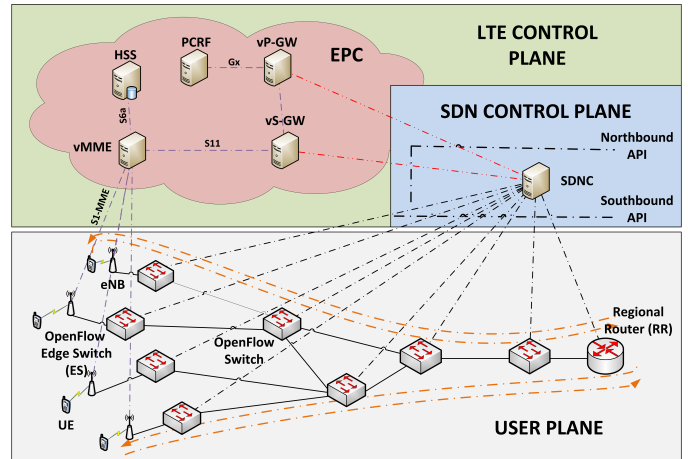 LTE CONTROL
PLANE
HSS
PCRF
vP-GW
EPC
Gx
S6a
SDN CONTROL PLANE
vMME
S11
vS-GW
Northbound
API
SDNC
Southbound
API
S1-MME
eNB
OpenFlow
Edge Switch
(ES)
OpenFlow
Switch
Regional
Router (RR)
UE
USER PLANE